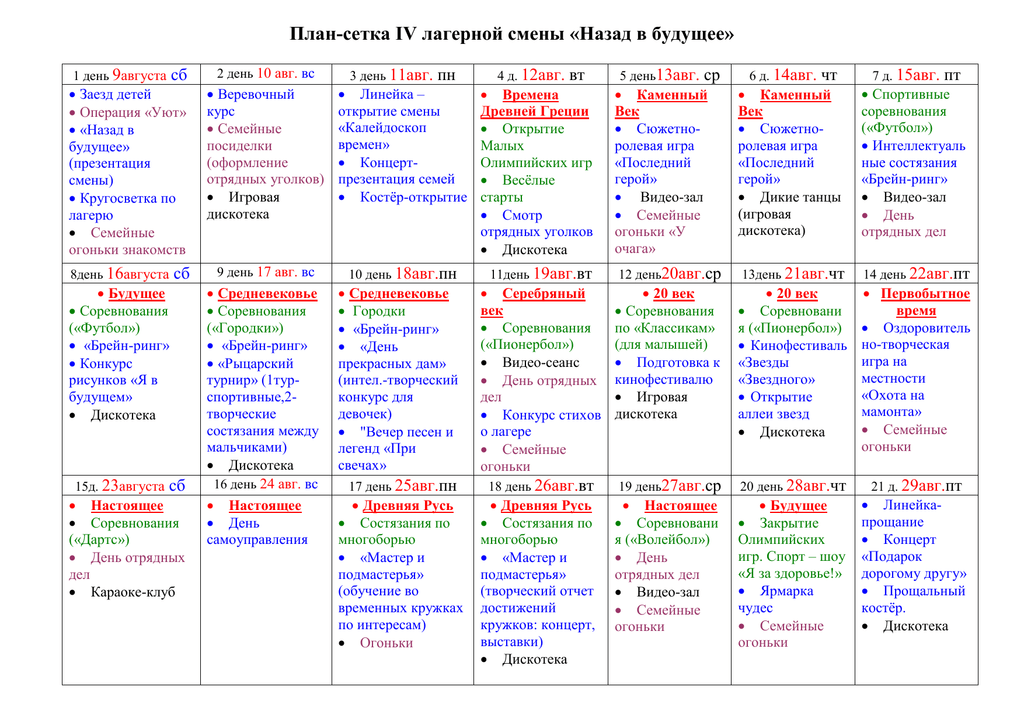 План-сетка IV лагерной смены «Назад в будущее»
1 день 9августа сб
• Заезд детей
• Операция «Уют»
• «Назад в
будущее»
(презентация
смены)
• Кругосветка по
лагерю
• Семейные
огоньки знакомств
2 день 10 авг. вс
• Веревочный
курс
• Семейные
посиделки
(оформление
отрядных уголков)
• Игровая
дискотека
3 день 11авг. пн
• Линейка –
открытие смены
«Калейдоскоп
времен»
• Концерт-
презентация семей
• Костёр-открытие
4 д. 12авг. вт
• Времена
Древней Греции
• Открытие
Малых
Олимпийских игр
• Весёлые
старты
• Смотр
отрядных уголков
• Дискотека
5 день13авг. ср
• Каменный
Век
• Сюжетно-
ролевая игра
«Последний
герой»
• Видео-зал
• Семейные
огоньки «У
очага»
6 д. 14авг. чт
• Каменный
Век
• Сюжетно-
ролевая игра
«Последний
герой»
• Дикие танцы
(игровая
дискотека)
7 д. 15авг. пт
• Спортивные
соревнования
(«Футбол»)
• Интеллектуаль
ные состязания
«Брейн-ринг»
• Видео-зал
• День
отрядных дел
8день 16августа сб
• Будущее
• Соревнования
(«Футбол»)
• «Брейн-ринг»
• Конкурс
рисунков «Я в
будущем»
• Дискотека
9 день 17 авг. вс
• Средневековье
• Соревнования
(«Городки»)
• «Брейн-ринг»
• «Рыцарский
турнир» (1тур-
спортивные,2-
творческие
состязания между
мальчиками)
• Дискотека
10 день 18авг.пн
• Средневековье
• Городки
• «Брейн-ринг»
• «День
прекрасных дам»
(интел.-творческий
конкурс для
девочек)
• "Вечер песен и
легенд «При
свечах»
11день 19авг.вт
• Серебряный
век
• Соревнования
(«Пионербол»)
• Видео-сеанс
• День отрядных
дел
• Конкурс стихов
о лагере
• Семейные
огоньки
12 день20авг.ср
• 20 век
• Соревнования
по «Классикам»
(для малышей)
• Подготовка к
кинофестивалю
• Игровая
дискотека
13день 21авг.чт
• 20 век
• Соревновани
я («Пионербол»)
• Кинофестиваль
«Звезды
«Звездного»
• Открытие
аллеи звезд
• Дискотека
14 день 22авг.пт
• Первобытное
время
• Оздоровитель
но-творческая
игра на
местности
«Охота на
мамонта»
• Семейные
огоньки
15д. 23августа сб
• Настоящее
• Соревнования
(«Дартс»)
• День отрядных
дел
• Караоке-клуб
16 день 24 авг. вс
• Настоящее
• День
самоуправления
17 день 25авг.пн
• Древняя Русь
• Состязания по
многоборью
• «Мастер и
подмастерья»
(обучение во
временных кружках
по интересам)
• Огоньки
18 день 26авг.вт
• Древняя Русь
• Состязания по
многоборью
• «Мастер и
подмастерья»
(творческий отчет
достижений
кружков: концерт,
выставки)
• Дискотека
19 день27авг.ср
• Настоящее
• Соревновани
я («Волейбол»)
• День
отрядных дел
• Видео-зал
• Семейные
огоньки
20 день 28авг.чт
• Будущее
• Закрытие
Олимпийских
игр. Спорт – шоу
«Я за здоровье!»
• Ярмарка
чудес
• Семейные
огоньки
21 д. 29авг.пт
• Линейка-
прощание
• Концерт
«Подарок
дорогому другу»
• Прощальный
костёр.
• Дискотека